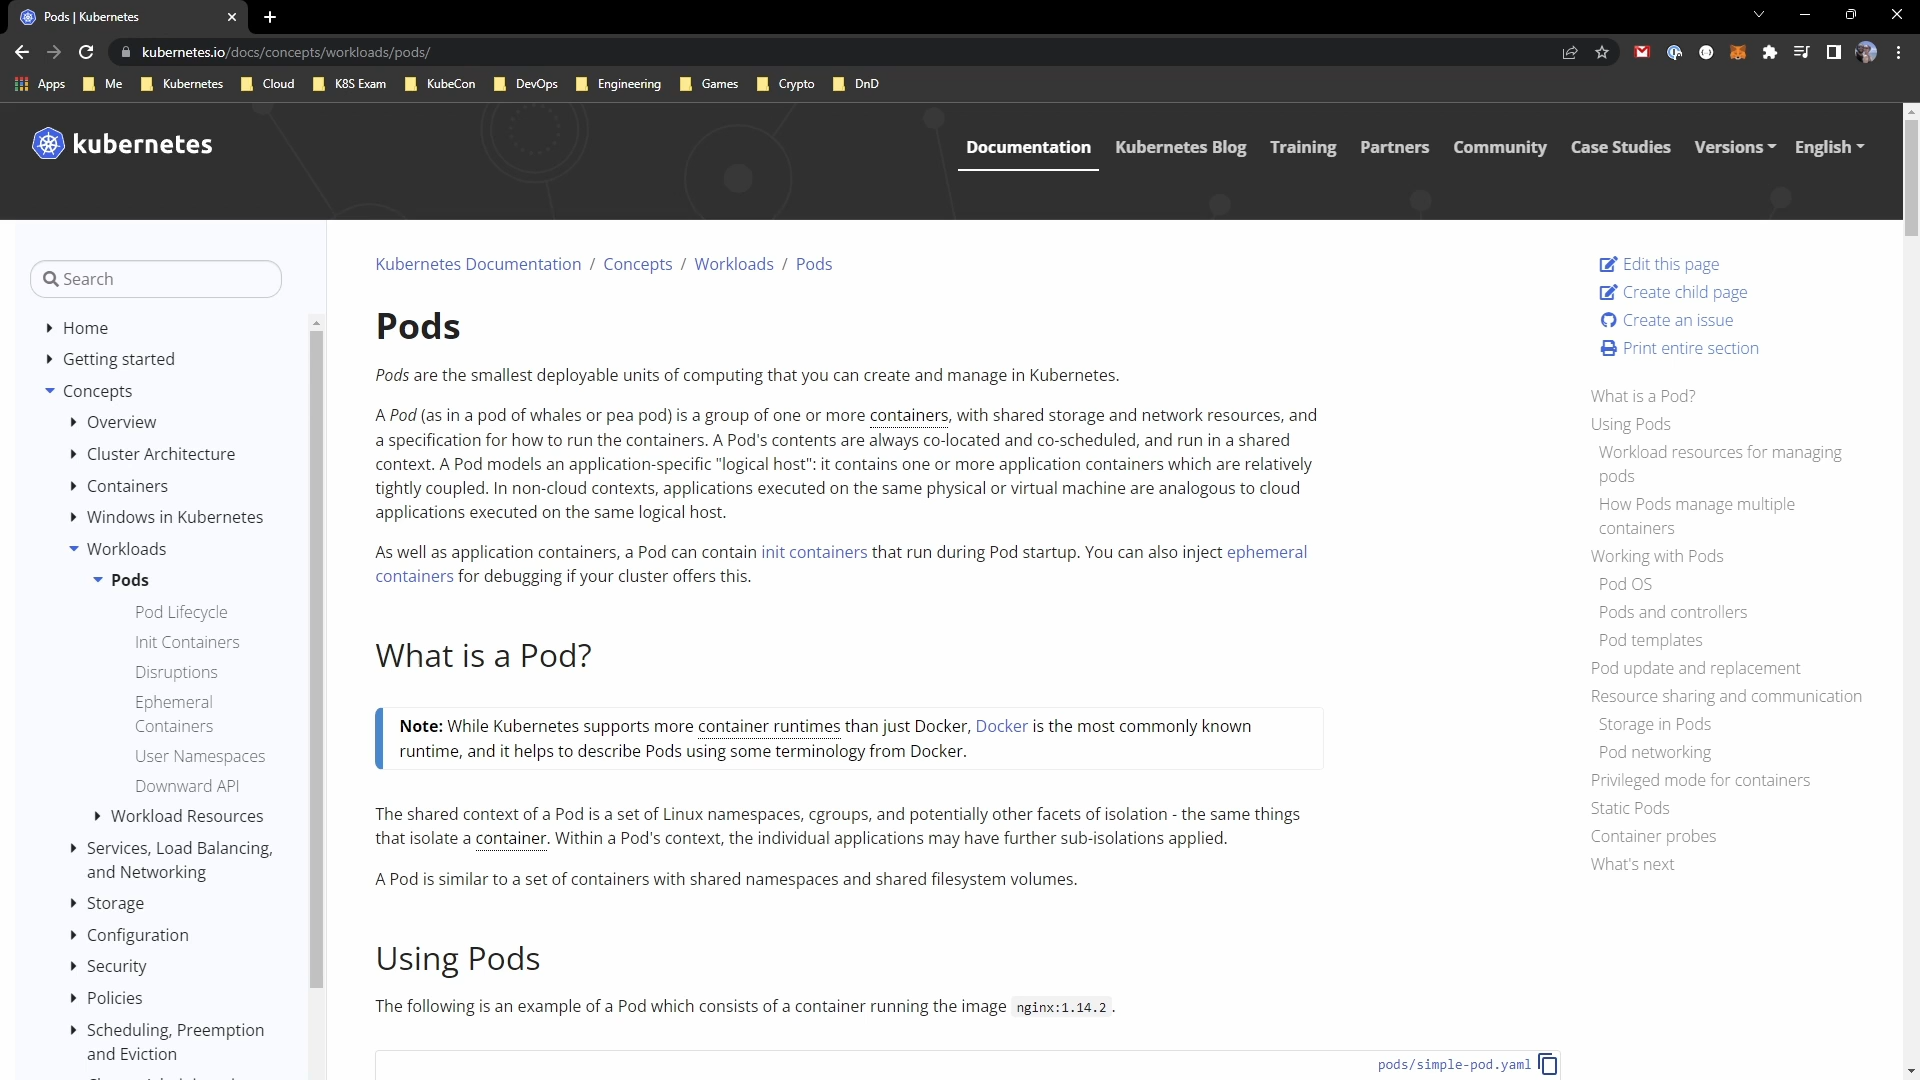 Pods | Kubernetes
kubernetes.io/docs/concepts/workloads/pods/
Apps Me Kubernetes Cloud K8S Exam KubeCon DevOps Engineering Games Crypto DnD
kubernetes
Documentation Kubernetes Blog Training Partners Community Case Studies Versions English
Search
Home
Getting started
Concepts
Overview
Cluster Architecture
Containers
Windows in Kubernetes
Workloads
Pods
Pod Lifecycle
Init Containers
Disruptions
Ephemeral
Containers
User Namespaces
Downward API
Workload Resources
Services, Load Balancing,
and Networking
Storage
Configuration
Security
Policies
Scheduling, Preemption
and Eviction
Kubernetes Documentation / Concepts / Workloads / Pods
Pods
Pods are the smallest deployable units of computing that you can create and manage in Kubernetes.
A Pod (as in a pod of whales or pea pod) is a group of one or more containers, with shared storage and network resources, and
a specification for how to run the containers. A Pod's contents are always co-located and co-scheduled, and run in a shared
context. A Pod models an application-specific "logical host": it contains one or more application containers which are relatively
tightly coupled. In non-cloud contexts, applications executed on the same physical or virtual machine are analogous to cloud
applications executed on the same logical host.
As well as application containers, a Pod can contain init containers that run during Pod startup. You can also inject ephemeral
containers for debugging if your cluster offers this.
What is a Pod?
Note: While Kubernetes supports more container runtimes than just Docker, Docker is the most commonly known
runtime, and it helps to describe Pods using some terminology from Docker.
The shared context of a Pod is a set of Linux namespaces, cgroups, and potentially other facets of isolation - the same things
that isolate a container. Within a Pod's context, the individual applications may have further sub-isolations applied.
A Pod is similar to a set of containers with shared namespaces and shared filesystem volumes.
Using Pods
The following is an example of a Pod which consists of a container running the image nginx:1.14.2 .
pods/simple-pod.yaml
Edit this page
Create child page
Create an issue
Print entire section
What is a Pod?
Using Pods
Workload resources for managing
pods
How Pods manage multiple
containers
Working with Pods
Pod OS
Pods and controllers
Pod templates
Pod update and replacement
Resource sharing and communication
Storage in Pods
Pod networking
Privileged mode for containers
Static Pods
Container probes
What's next